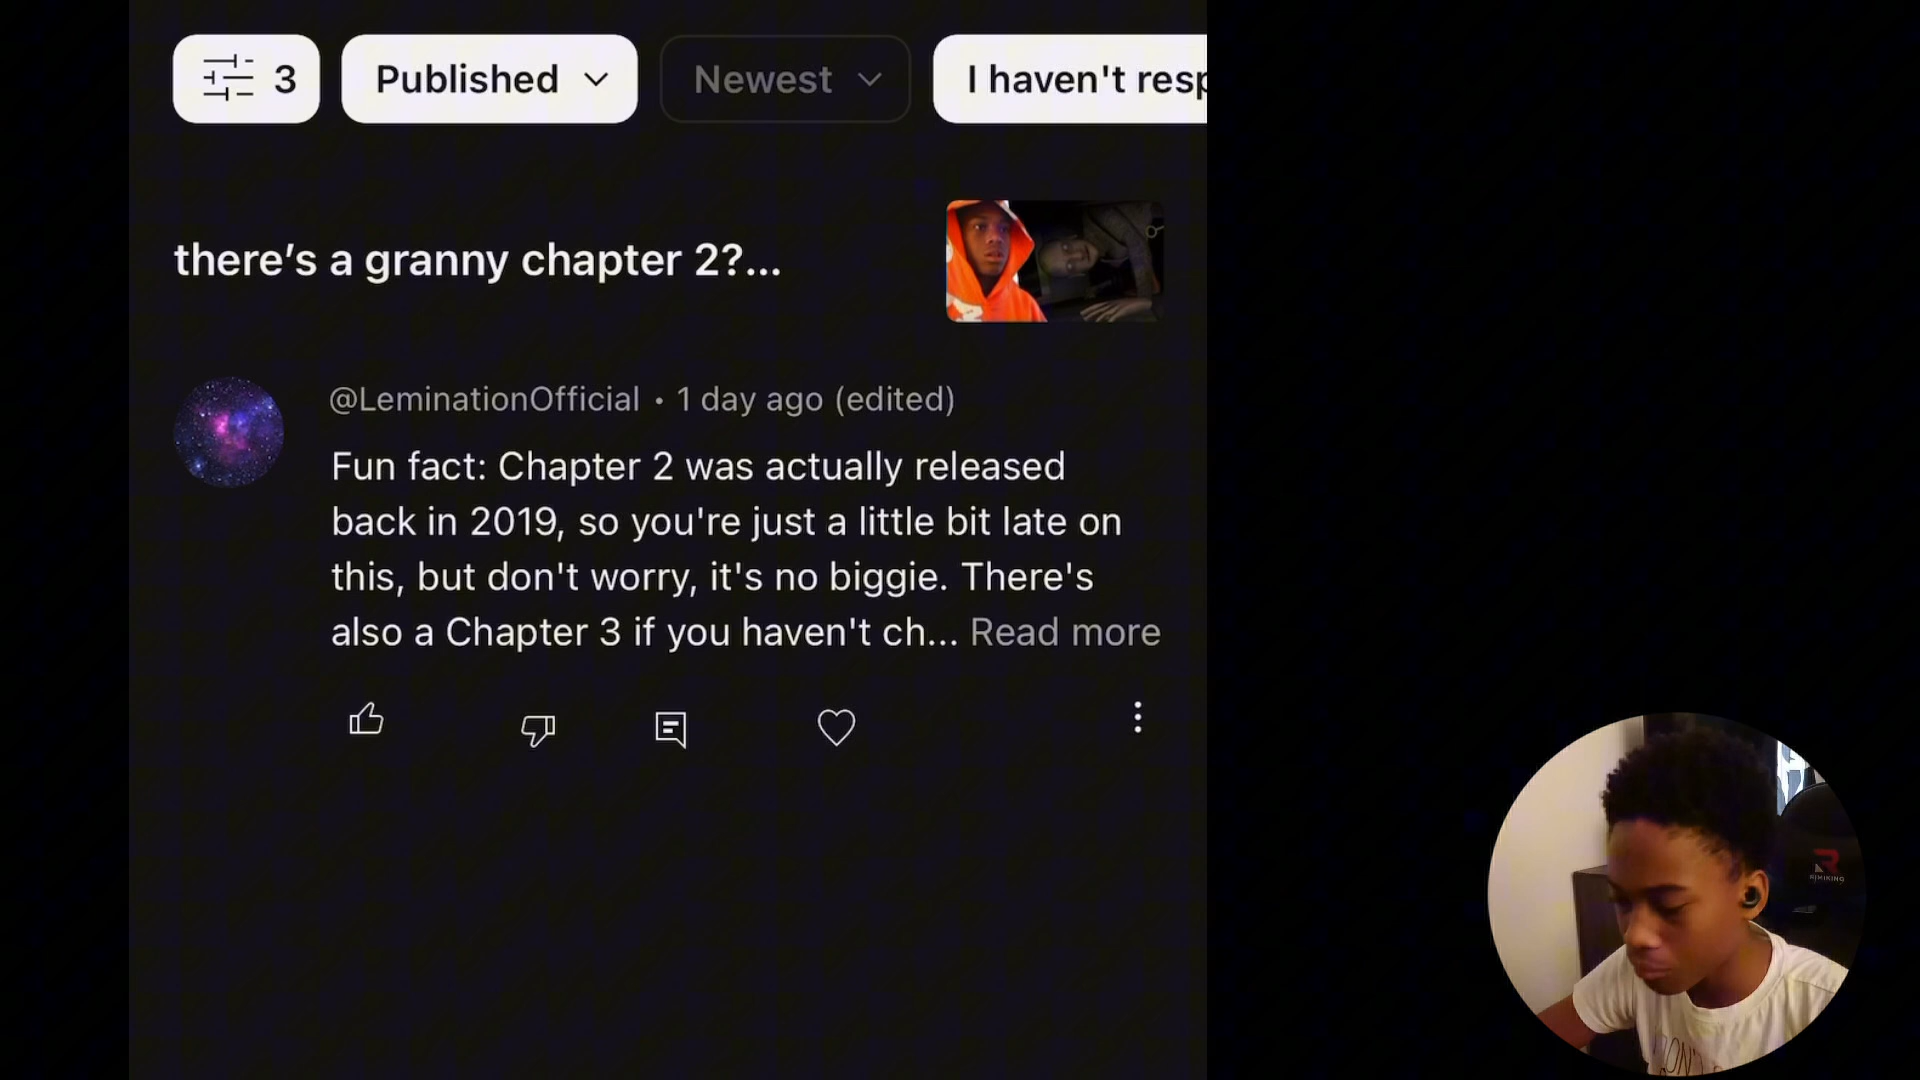 3 Published Newest I haven't resp
there’s a granny chapter 2?...
@LeminationOfficial • 1 day ago (edited)
Fun fact: Chapter 2 was actually released
back in 2019, so you're just a little bit late on
this, but don't worry, it's no biggie. There's
also a Chapter 3 if you haven't ch... Read more